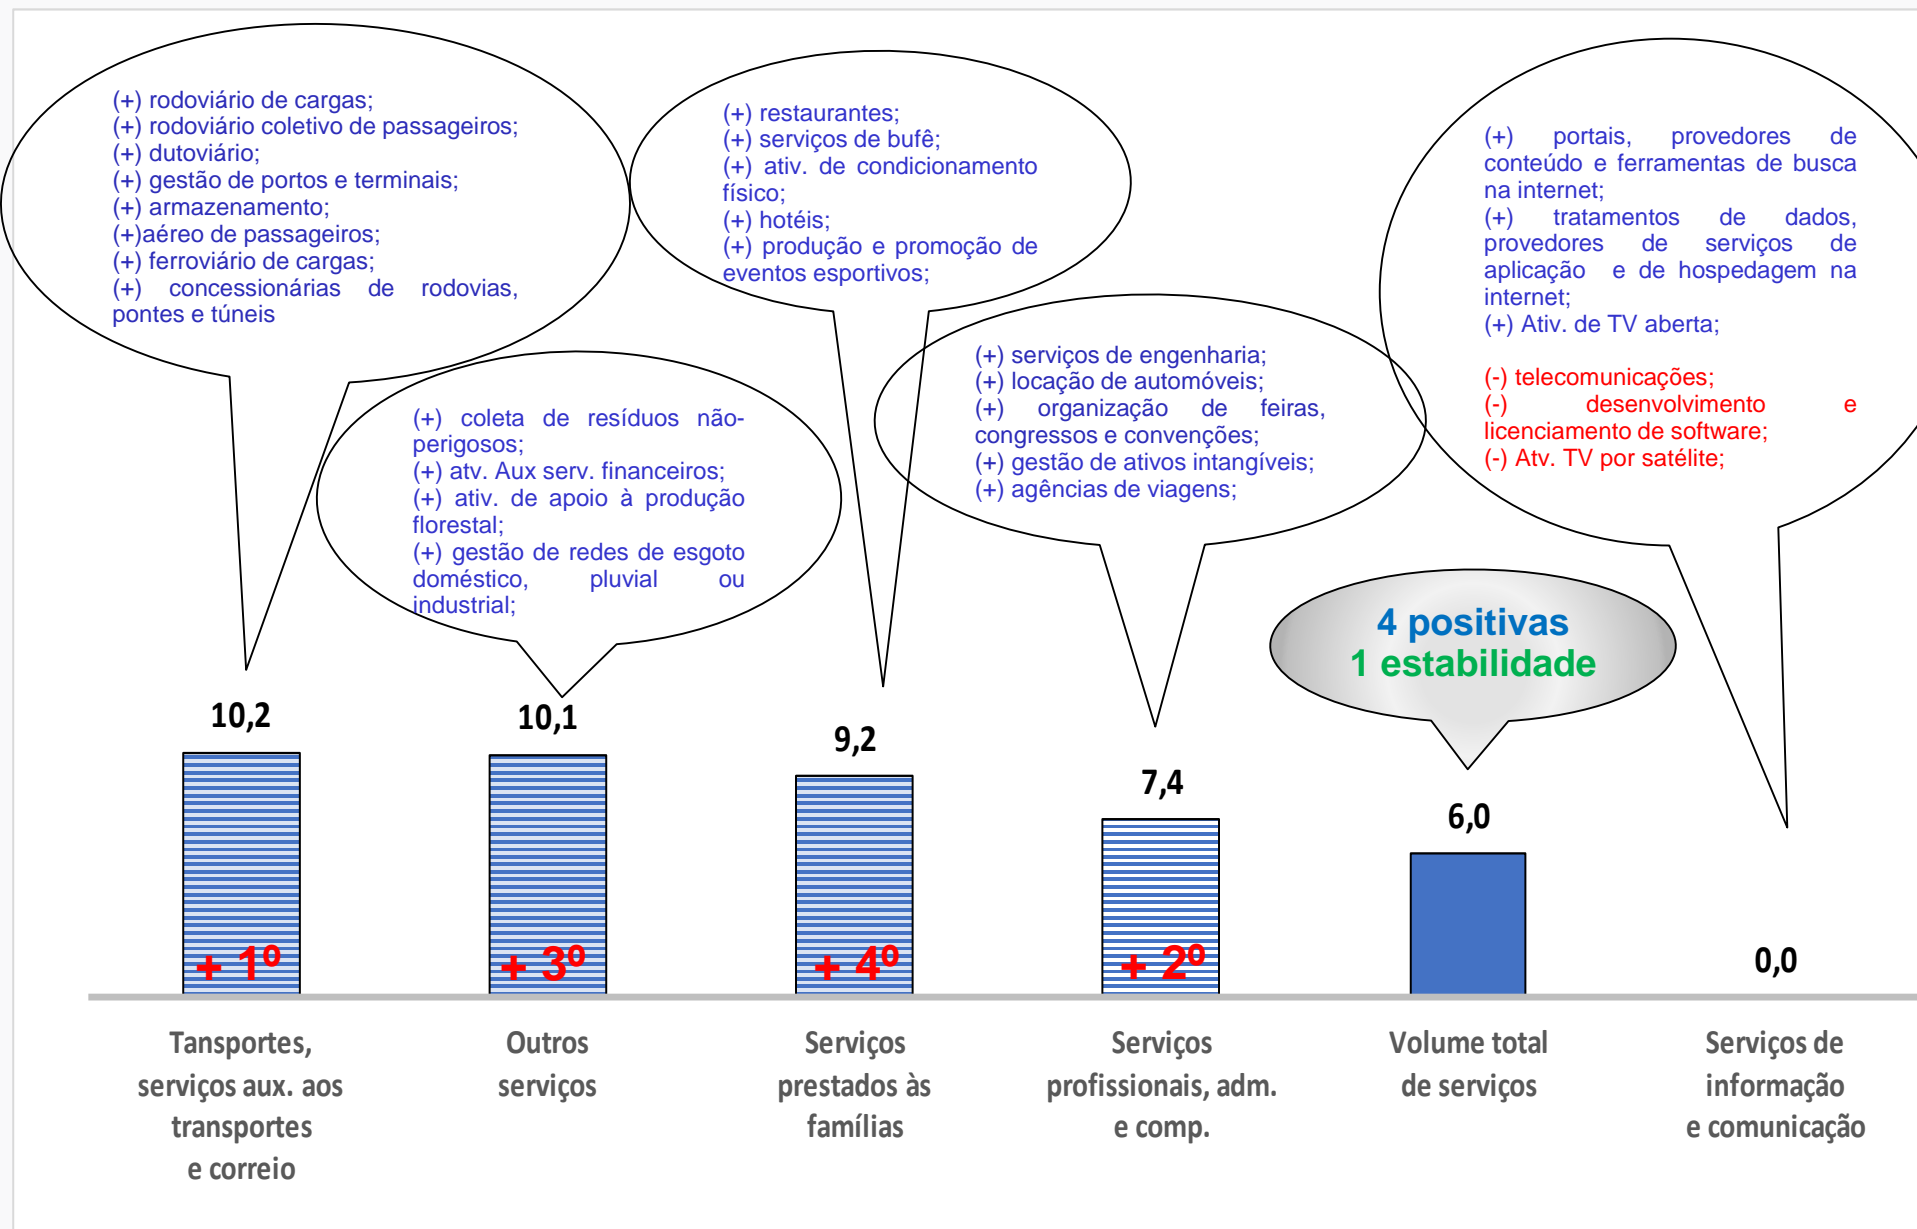 (+) rodoviário de cargas;
(+) rodoviário coletivo de passageiros;
(+) dutoviário;
(+) gestão de portos e terminais;
(+) armazenamento;
(+)aéreo de passageiros;
(+) ferroviário de cargas;
(+) concessionárias de rodovias,
pontes e túneis
(+) coleta de resíduos não-
perigosos;
(+) atv. Aux serv. financeiros;
(+) ativ. de apoio à produção
florestal;
(+) gestão de redes de esgoto
doméstico, pluvial ou
industrial;
(+) restaurantes;
(+) serviços de bufê;
(+) ativ. de condicionamento
físico;
(+) hotéis;
(+) produção e promoção de
eventos esportivos;
(+) serviços de engenharia;
(+) locação de automóveis;
(+) organização de feiras,
congressos e convenções;
(+) gestão de ativos intangíveis;
(+) agências de viagens;
(+) portais, provedores de
conteúdo e ferramentas de busca
na internet;
(+) tratamentos de dados,
provedores de serviços de
aplicação e de hospedagem na
internet;
(+) Ativ. de TV aberta;
(-) telecomunicações;
(-) desenvolvimento e
licenciamento de software;
(-) Atv. TV por satélite;
4 positivas
1 estabilidade
10,2
10,1
9,2
7,4
6,0
0,0
+ 1º
+ 3º
+ 4º
+ 2º
Tansportes,
serviços aux. aos
transportes
e correio
Outros
serviços
Serviços
prestados às
famílias
Serviços
profissionais, adm.
e comp.
Volume total
de serviços
Serviços de
informação
e comunicação